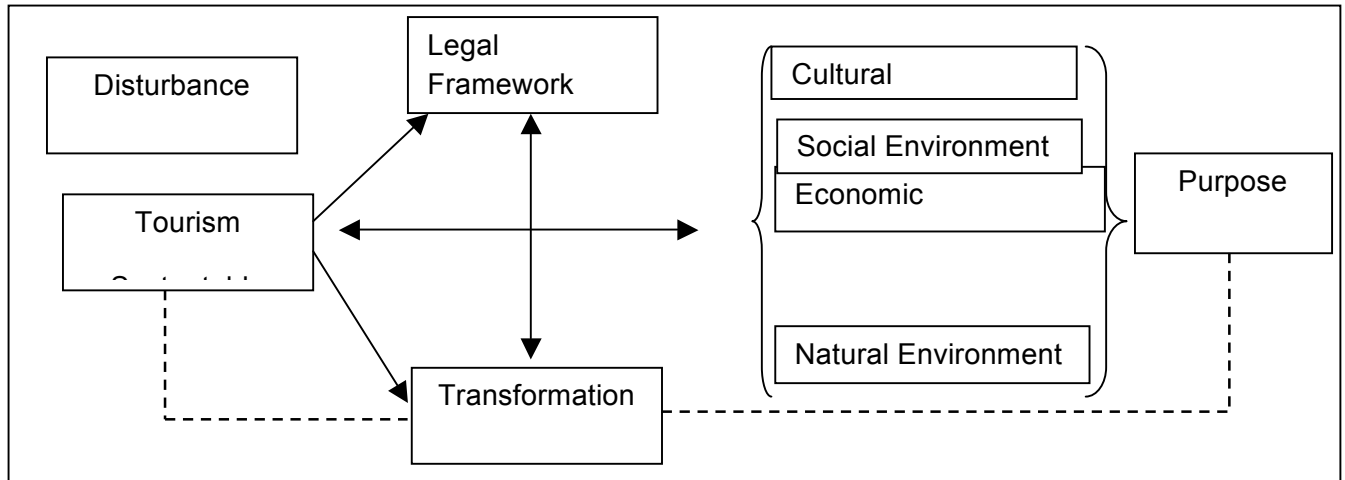 Disturbance
Legal
Framework
Cultural
Social Environment
Economic
Purpose
Tourism
Natural Environment
Transformation